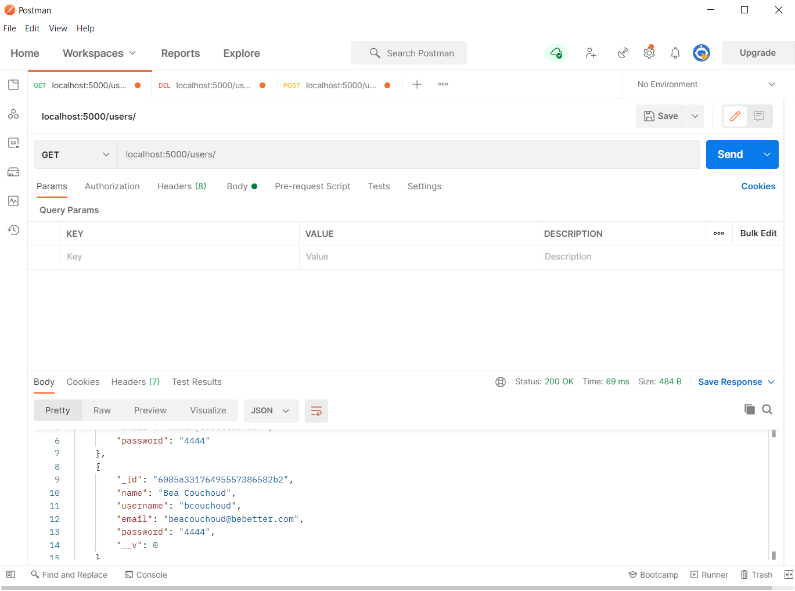 Postman
File Edit View Help
Home Workspaces Reports Explore Search Postman Upgrade
GET localhost:5000/us... DEL localhost:5000/us... POST localhost:5000/u... No Environment
localhost:5000/users/ Save
GET localhost:5000/users/ Send
Params Authorization Headers (8) Body Pre-request Script Tests Settings Cookies
Query Params
KEY VALUE DESCRIPTION Bulk Edit
Key Value Description
Body Cookies Headers (7) Test Results Status: 200 OK Time: 69 ms Size: 484 B Save Response
Pretty Raw Preview Visualize JSON
6 "password": "4444"
7 },
8 {
9 "_id": "6085a33176495557386582b2",
10 "name": "Bea Couchoud",
11 "username": "bcouchoud",
12 "email": "beacouchoud@bebetter.com",
13 "password": "4444",
14 "__v": 0
15 }
Find and Replace Console Bootcamp Runner Trash